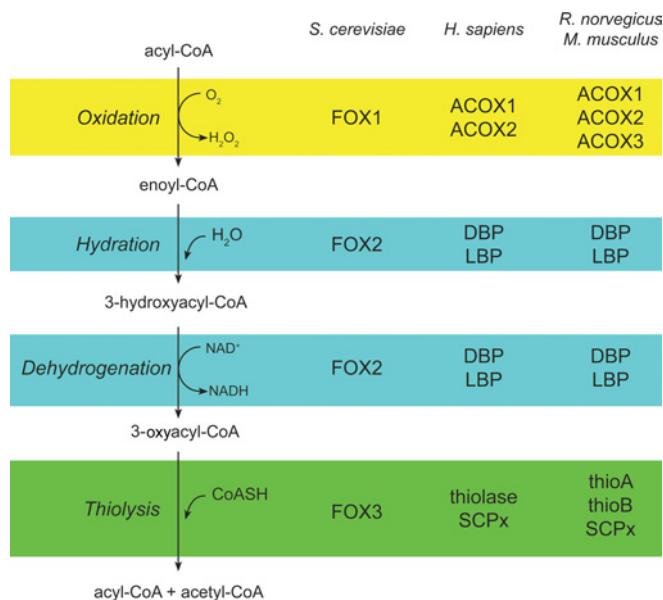 S. cerevisiae H. sapiens R. norvegicus
M. musculus
acyl-CoA
Oxidation O₂ H₂O₂ FOX1 ACOX1 ACOX1
ACOX2 ACOX2
ACOX3
enoyl-CoA
Hydration H₂O FOX2 DBP DBP
LBP LBP
3-hydroxyacyl-CoA
Dehydrogenation NAD⁺ NADH FOX2 DBP DBP
LBP LBP
3-oxyacyl-CoA
Thiolysis CoASH FOX3 thiolase thioA
SCPx thioB
SCPx
acyl-CoA + acetyl-CoA